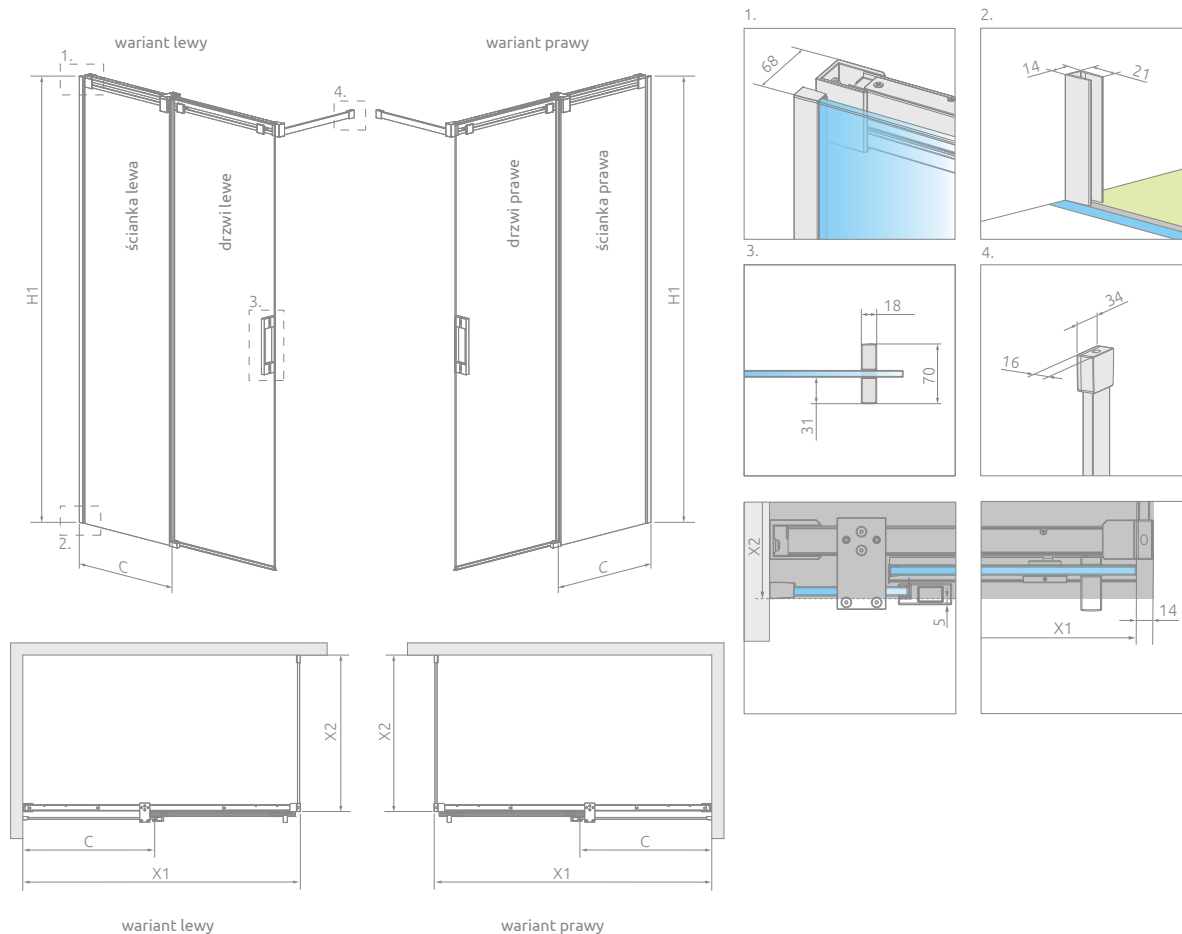 wariant lewy
wariant prawy
1.
4.
ścianka lewa
drzwi lewe
drzwi prawe
ścianka prawa
H1
H1
3.
2.
C
C
X2
X2
C
C
X1
X1
wariant lewy
wariant prawy
1.
68
2.
14
21
3.
18
70
31
4.
34
16
X2
5
X1
14